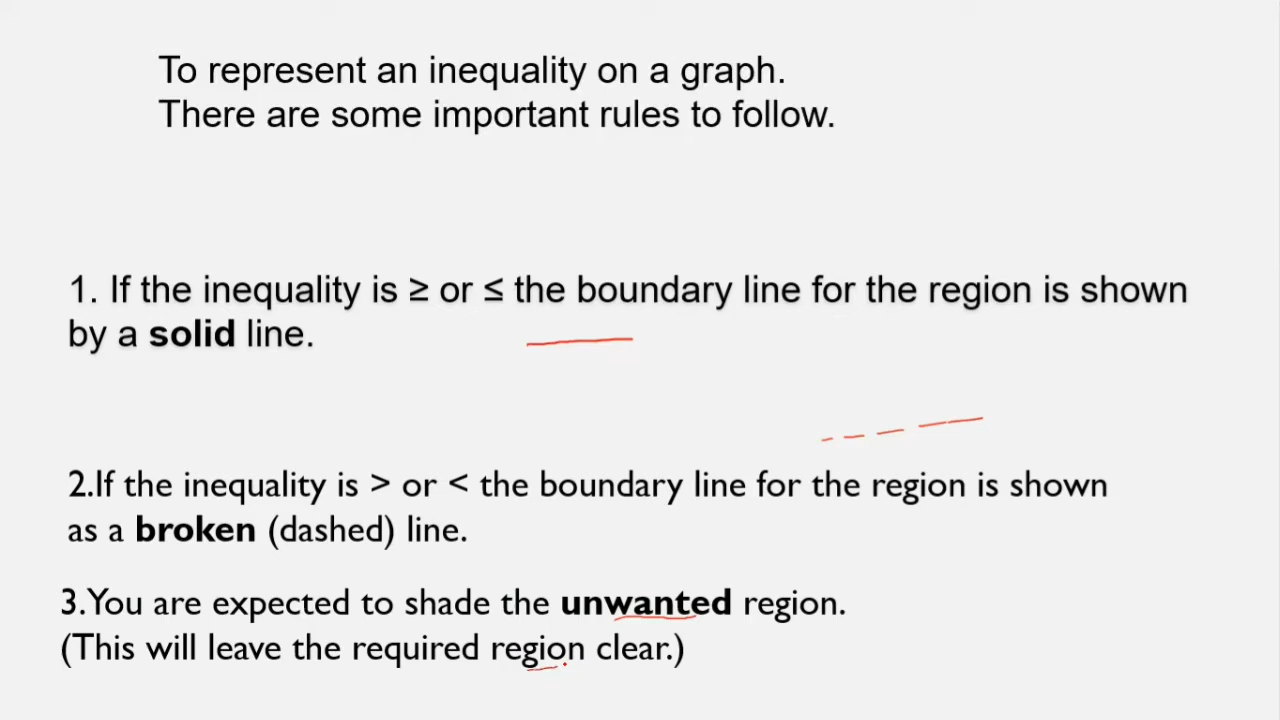 To represent an inequality on a graph.
There are some important rules to follow.
1. If the inequality is ≥ or ≤ the boundary line for the region is shown
by a solid line.
2.If the inequality is > or < the boundary line for the region is shown
as a broken (dashed) line.
3.You are expected to shade the unwanted region.
(This will leave the required region clear.)